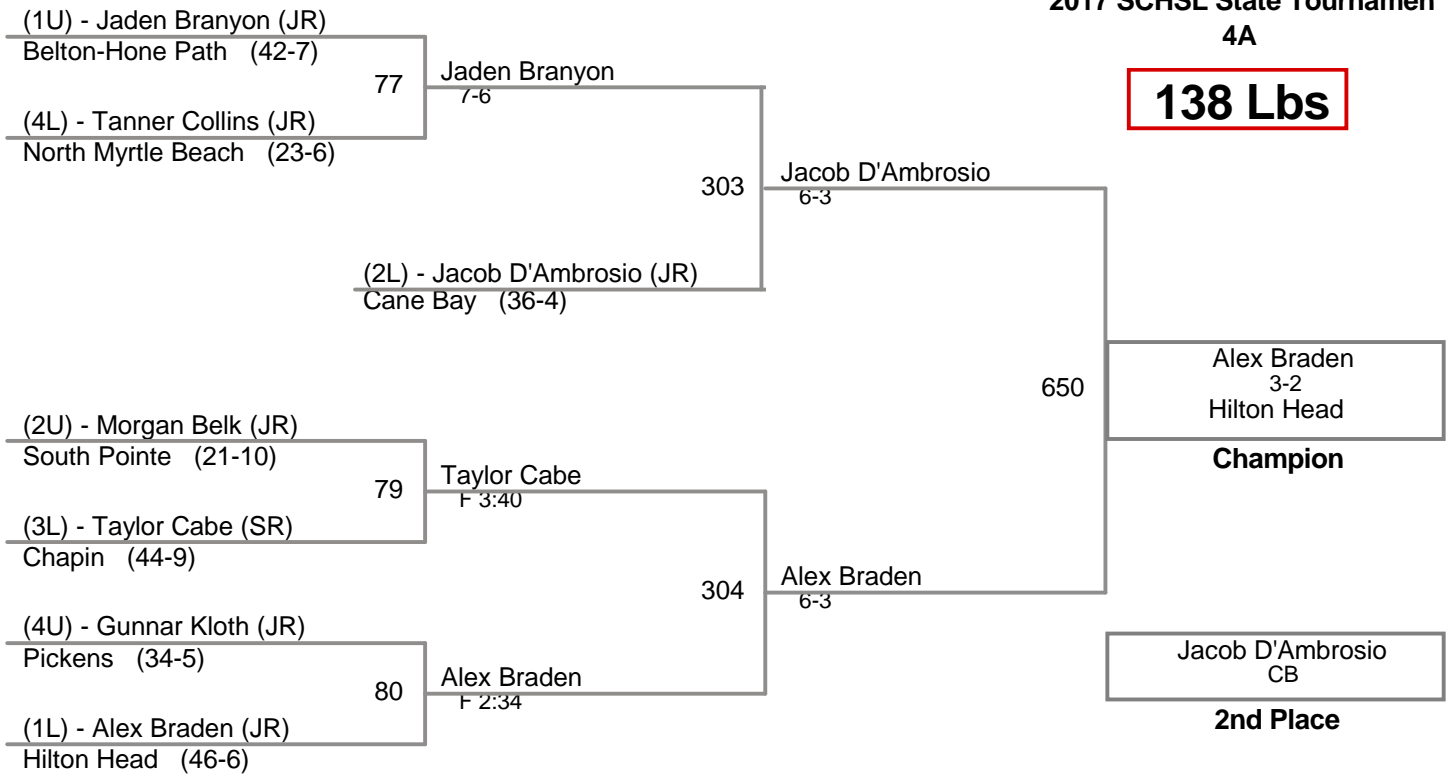 2017 SCHSL State Tournamen
4A
138 Lbs
(1U) - Jaden Branyon (JR)
Belton-Hone Path (42-7)
77
Jaden Branyon
7-6
(4L) - Tanner Collins (JR)
North Myrtle Beach (23-6)
303
Jacob D'Ambrosio
6-3
(2L) - Jacob D'Ambrosio (JR)
Cane Bay (36-4)
650
Alex Braden
3-2
Hilton Head
Champion
(2U) - Morgan Belk (JR)
South Pointe (21-10)
79
Taylor Cabe
F 3:40
(3L) - Taylor Cabe (SR)
Chapin (44-9)
304
Alex Braden
6-3
(4U) - Gunnar Kloth (JR)
Pickens (34-5)
80
Alex Braden
F 2:34
(1L) - Alex Braden (JR)
Hilton Head (46-6)
Jacob D'Ambrosio
CB
2nd Place